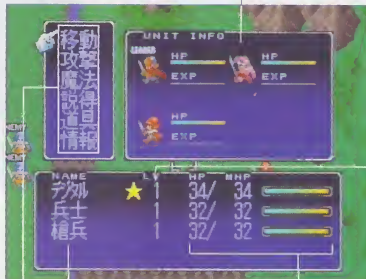 移動
攻撃
魔法
説得
道具
情報
UNIT INFO
LEADER
HP
EXP
HP
EXP
HP
EXP
NAME LV HP MHP
デクル ★ 1 34/ 34
兵士 1 32/ 32
槍兵 1 32/ 32